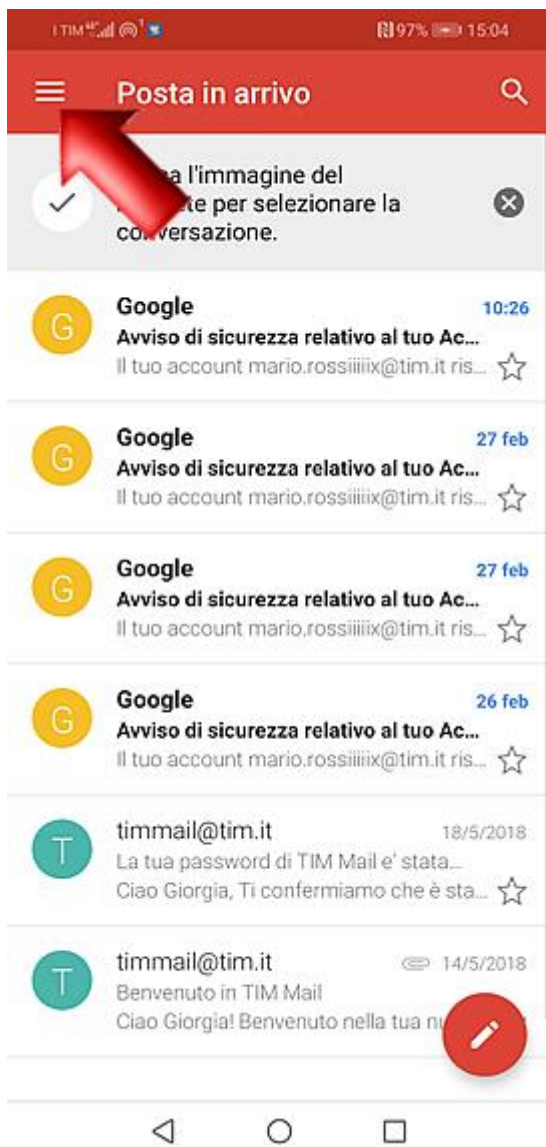 I TIM 97% 15:04
Posta in arrivo
l'immagine del
per selezionare la
conversazione.
G Google 10:26
Avviso di sicurezza relativo al tuo Ac...
Il tuo account mario.rossiiiiix@tim.it ris...
G Google 27 feb
Avviso di sicurezza relativo al tuo Ac...
Il tuo account mario.rossiiiiix@tim.it ris...
G Google 27 feb
Avviso di sicurezza relativo al tuo Ac...
Il tuo account mario.rossiiiiix@tim.it ris...
G Google 26 feb
Avviso di sicurezza relativo al tuo Ac...
Il tuo account mario.rossiiiiix@tim.it ris...
T timmail@tim.it 18/5/2018
La tua password di TIM Mail e' stata...
Ciao Giorgia, Ti confermiamo che è sta...
T timmail@tim.it 14/5/2018
Benvenuto in TIM Mail
Ciao Giorgia! Benvenuto nella tua